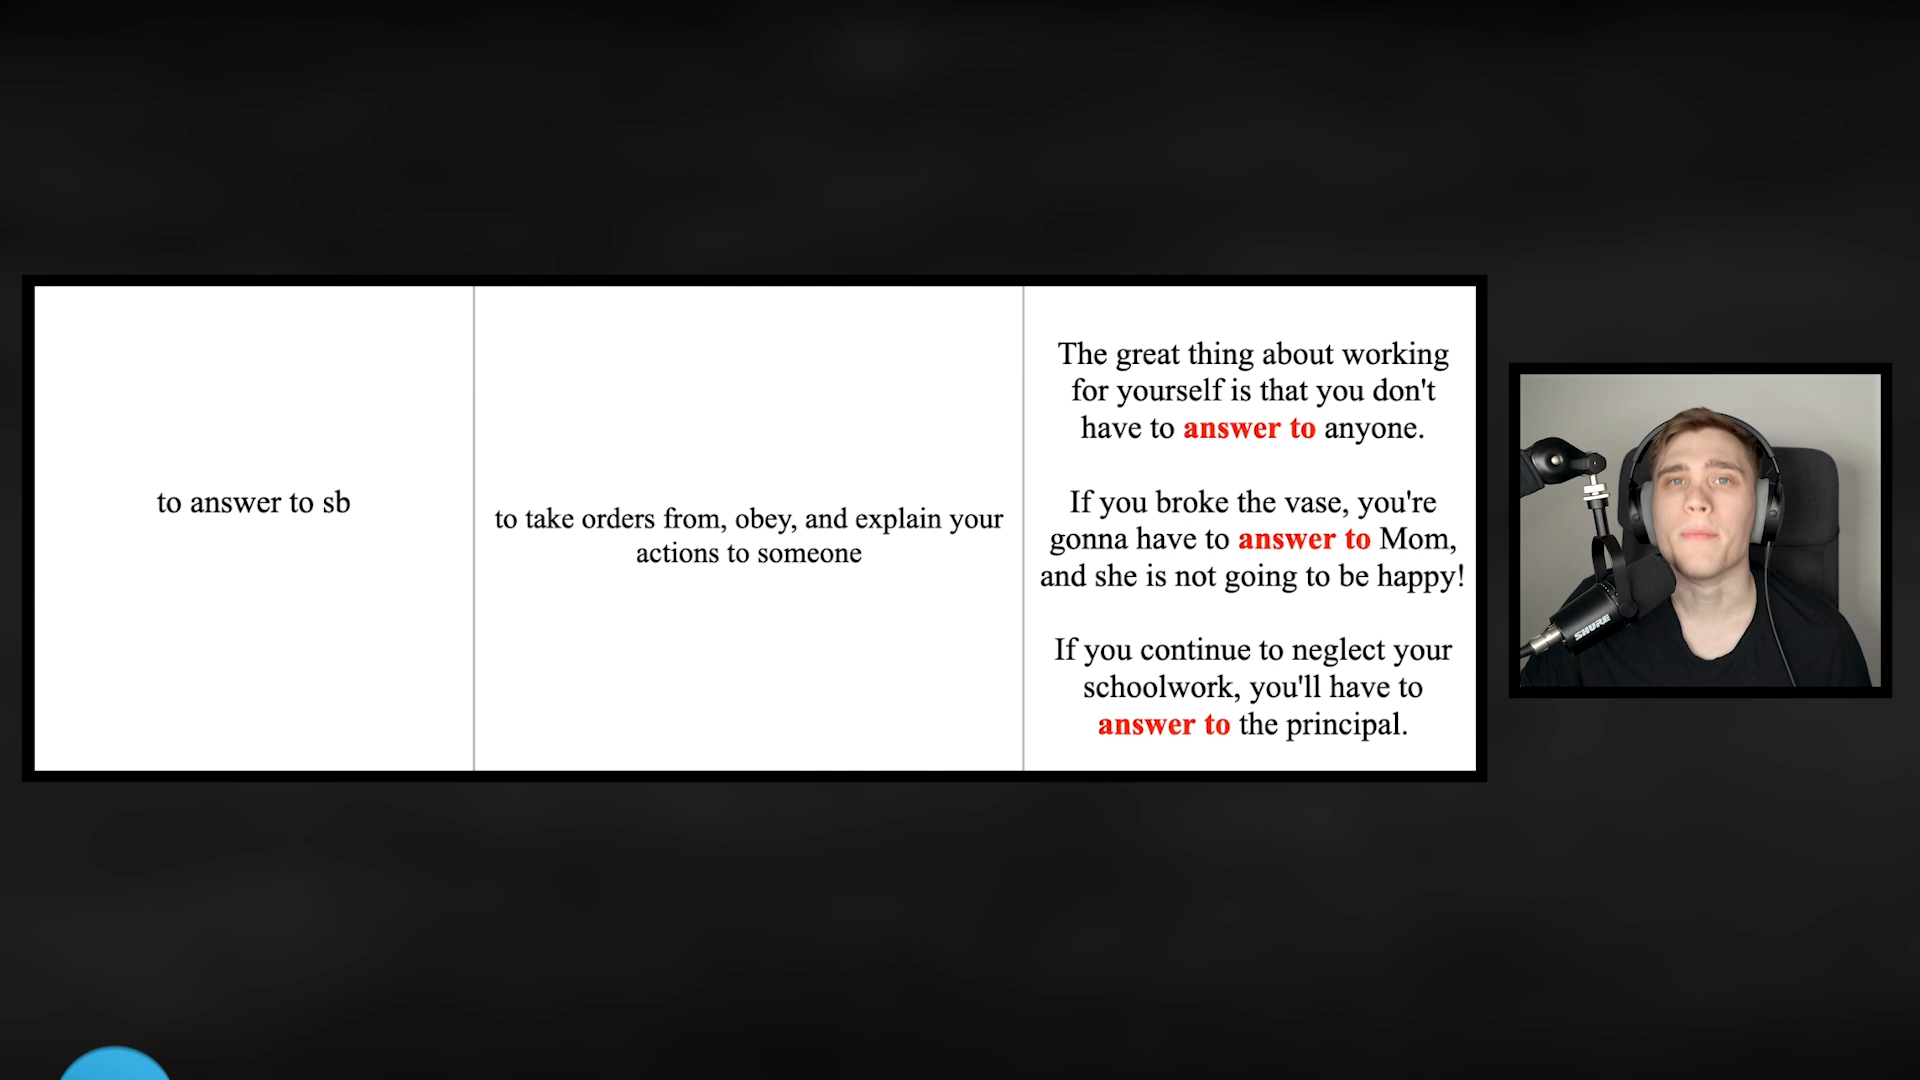 to answer to sb
to take orders from, obey, and explain your
actions to someone
The great thing about working
for yourself is that you don't
have to answer to anyone.
If you broke the vase, you're
gonna have to answer to Mom,
and she is not going to be happy!
If you continue to neglect your
schoolwork, you'll have to
answer to the principal.
SHURE